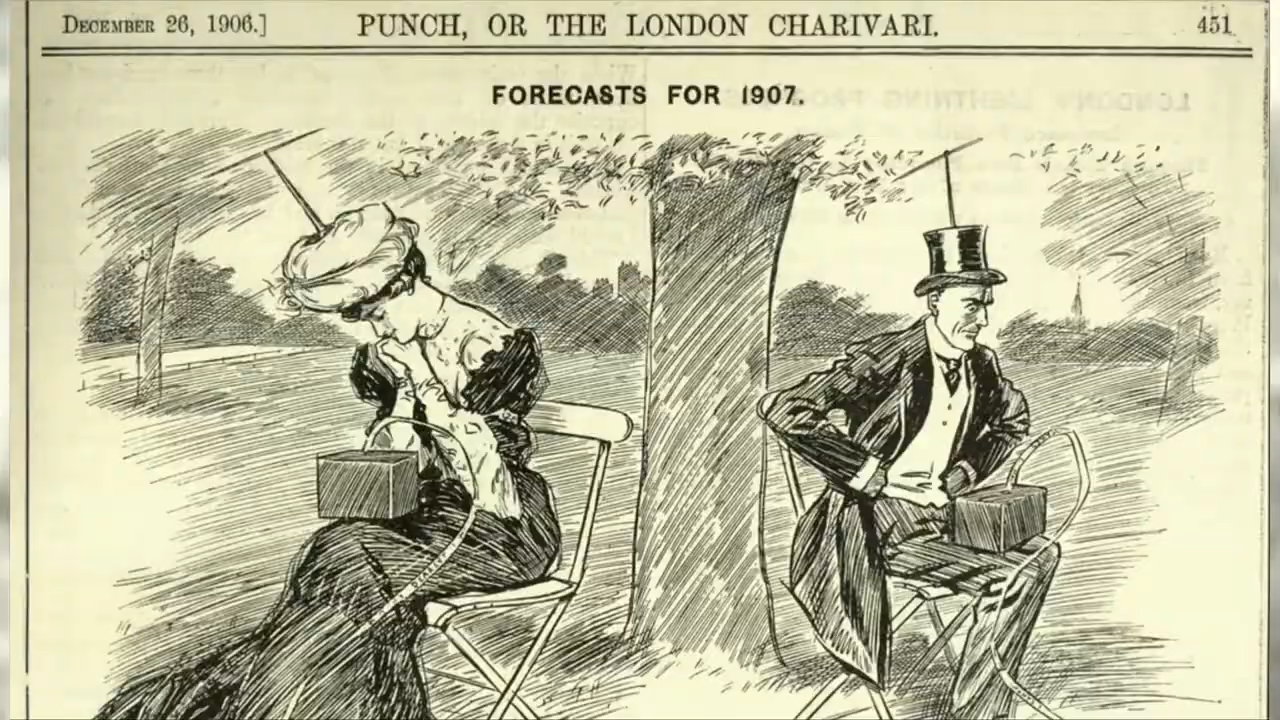 December 26, 1906.] PUNCH, OR THE LONDON CHARIVARI. 451
FORECASTS FOR 1907.